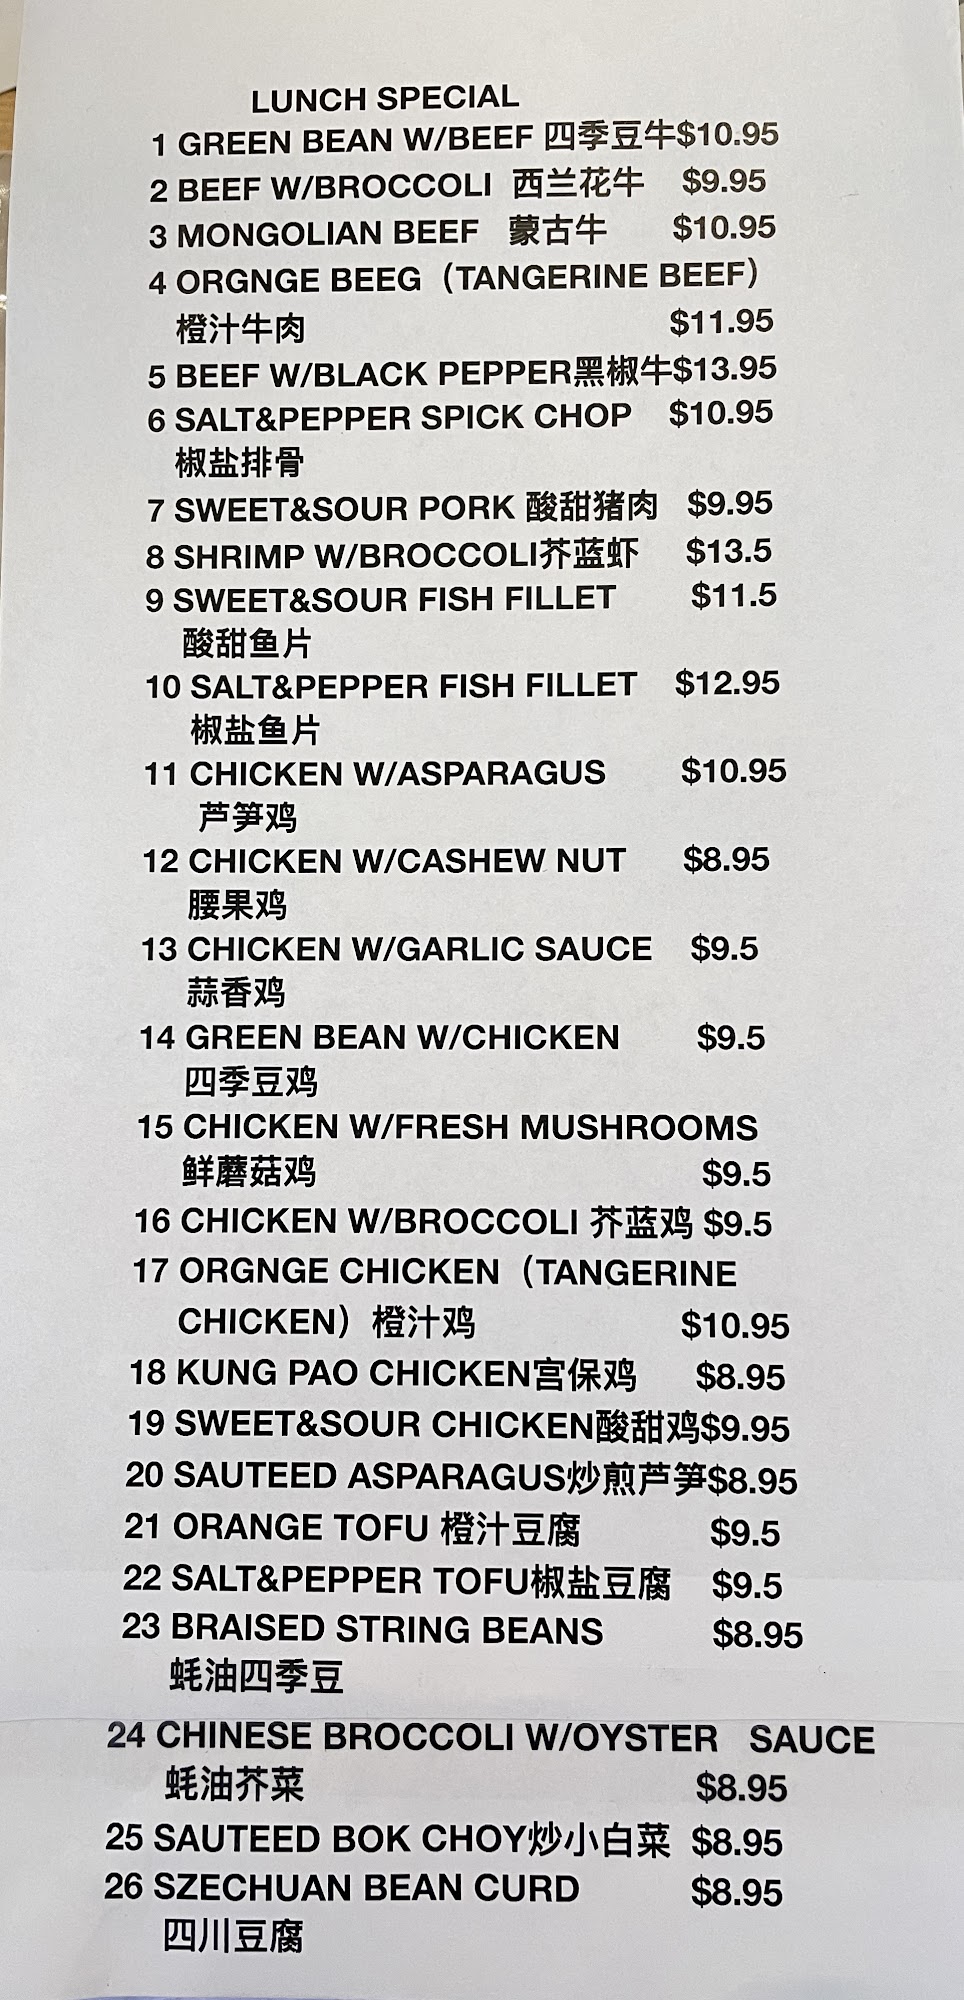 LUNCH SPECIAL
1 GREEN BEAN W/BEEF 四季豆牛$10.95
2 BEEF W/BROCCOLI 西兰花牛 $9.95
3 MONGOLIAN BEEF 蒙古牛 $10.95
4 ORGNGE BEEG（TANGERINE BEEF）
橙汁牛肉 $11.95
5 BEEF W/BLACK PEPPER黑椒牛$13.95
6 SALT&PEPPER SPICK CHOP $10.95
椒盐排骨
7 SWEET&SOUR PORK 酸甜猪肉 $9.95
8 SHRIMP W/BROCCOLI芥蓝虾 $13.5
9 SWEET&SOUR FISH FILLET $11.5
酸甜鱼片
10 SALT&PEPPER FISH FILLET $12.95
椒盐鱼片
11 CHICKEN W/ASPARAGUS $10.95
芦笋鸡
12 CHICKEN W/CASHEW NUT $8.95
腰果鸡
13 CHICKEN W/GARLIC SAUCE $9.5
蒜香鸡
14 GREEN BEAN W/CHICKEN $9.5
四季豆鸡
15 CHICKEN W/FRESH MUSHROOMS
鲜蘑菇鸡 $9.5
16 CHICKEN W/BROCCOLI 芥蓝鸡 $9.5
17 ORGNGE CHICKEN（TANGERINE
CHICKEN）橙汁鸡 $10.95
18 KUNG PAO CHICKEN宫保鸡 $8.95
19 SWEET&SOUR CHICKEN酸甜鸡$9.95
20 SAUTEED ASPARAGUS炒煎芦笋$8.95
21 ORANGE TOFU 橙汁豆腐 $9.5
22 SALT&PEPPER TOFU椒盐豆腐 $9.5
23 BRAISED STRING BEANS $8.95
蚝油四季豆
24 CHINESE BROCCOLI W/OYSTER SAUCE
蚝油芥菜 $8.95
25 SAUTEED BOK CHOY炒小白菜 $8.95
26 SZECHUAN BEAN CURD $8.95
四川豆腐